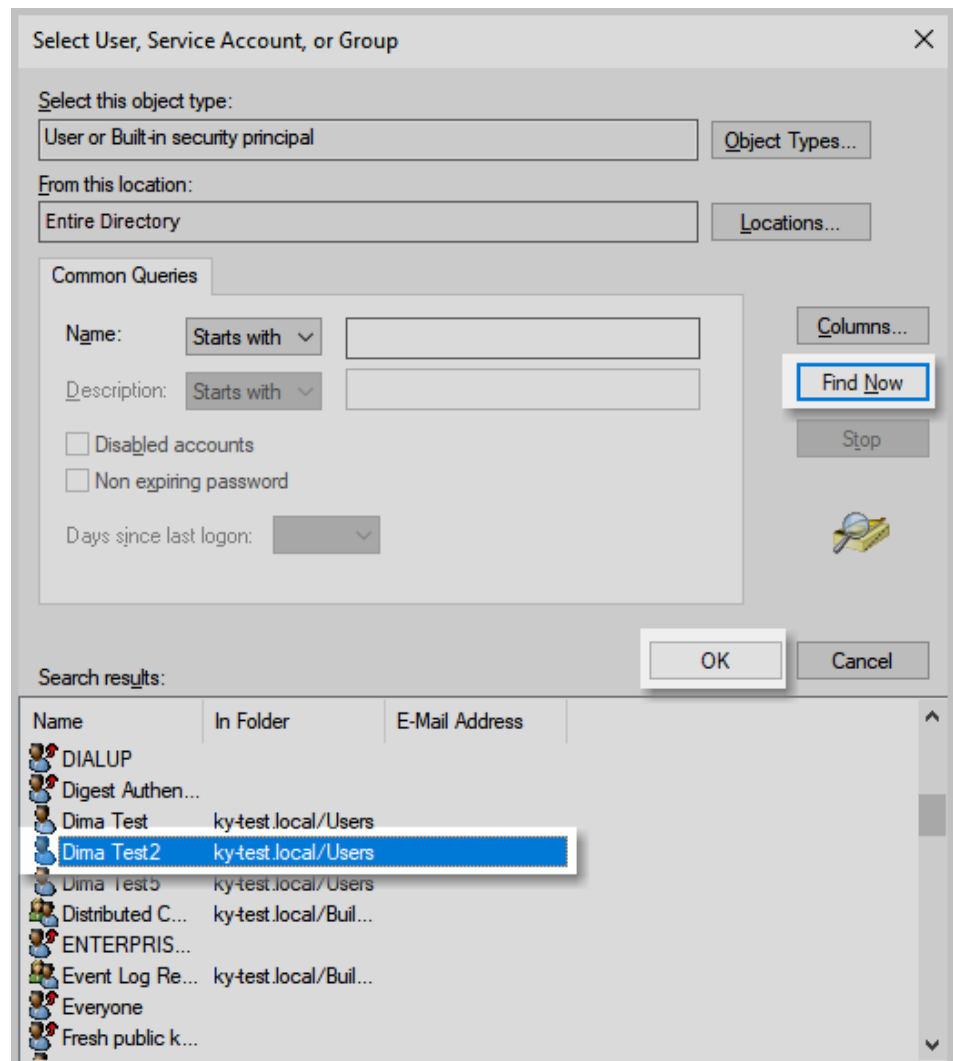 Select User, Service Account, or Group
Select this object type:
User or Built-in security principal
Object Types...
From this location:
Entire Directory
Locations...
Common Queries
Name:
Starts with
Columns...
Description:
Starts with
Find Now
Disabled accounts
Stop
Non expiring password
Days since last logon:
OK
Cancel
Search results:
Name In Folder E-Mail Address
DIALUP
Digest Authen...
Dima Test ky-test.local/Users
Dima Test2 ky-test.local/Users
Dima Test5 ky-test.local/Users
Distributed C... ky-test.local/Buil...
ENTERPRIS...
Event Log Re... ky-test.local/Buil...
Everyone
Fresh public k...